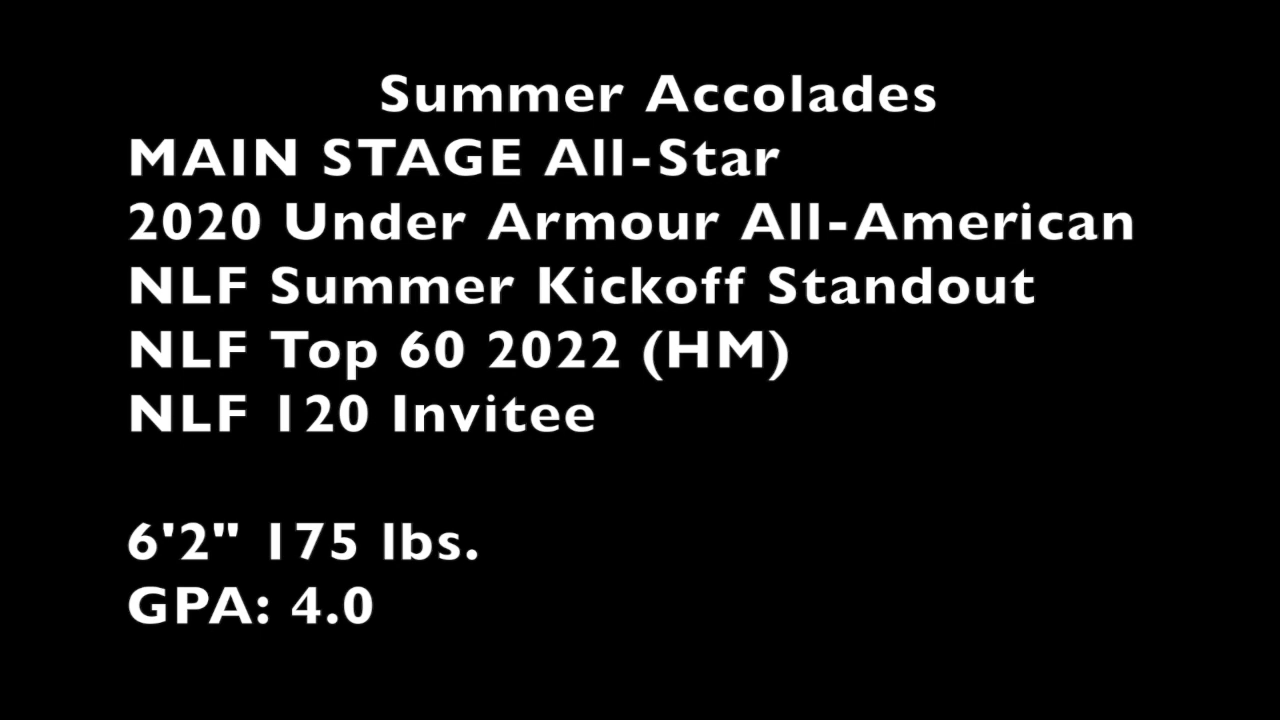 Summer Accolades
MAIN STAGE All-Star
2020 Under Armour All-American
NLF Summer Kickoff Standout
NLF Top 60 2022 (HM)
NLF 120 Invitee
6'2" 175 lbs.
GPA: 4.0